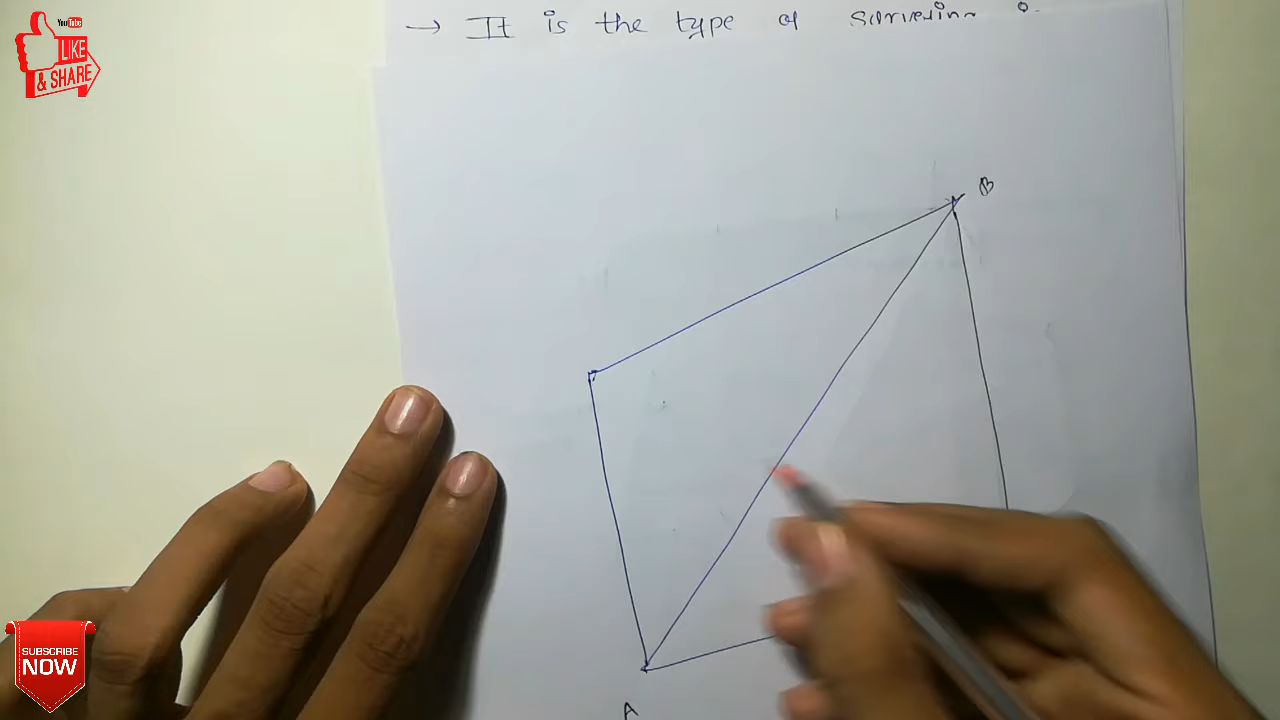 → It is the type of
YouTube
LIKE
& SHARE
B
SUBSCRIBE
NOW
A